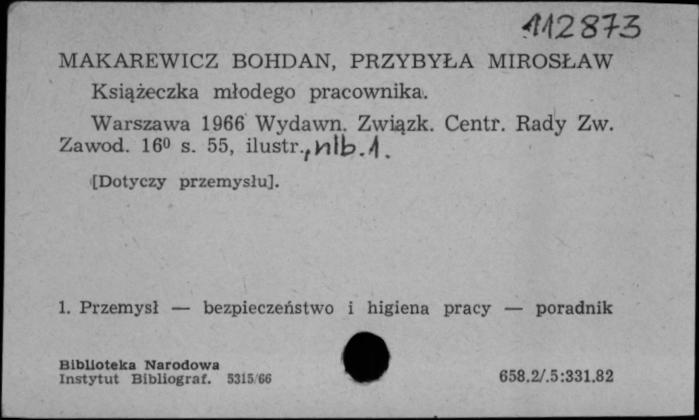 112873
MAKAREWICZ BOHDAN, PRZYBYŁA MIROSŁAW
Książeczka młodego pracownika.
Warszawa 1966 Wydawn. Związk. Centr. Rady Zw.
Zawod. 16⁰ s. 55, ilustr., nlb.1.
[Dotyczy przemysłu].
1. Przemysł — bezpieczeństwo i higiena pracy — poradnik
Biblioteka Narodowa
Instytut Bibliograf. 5315/66
658.2/.5:331.82